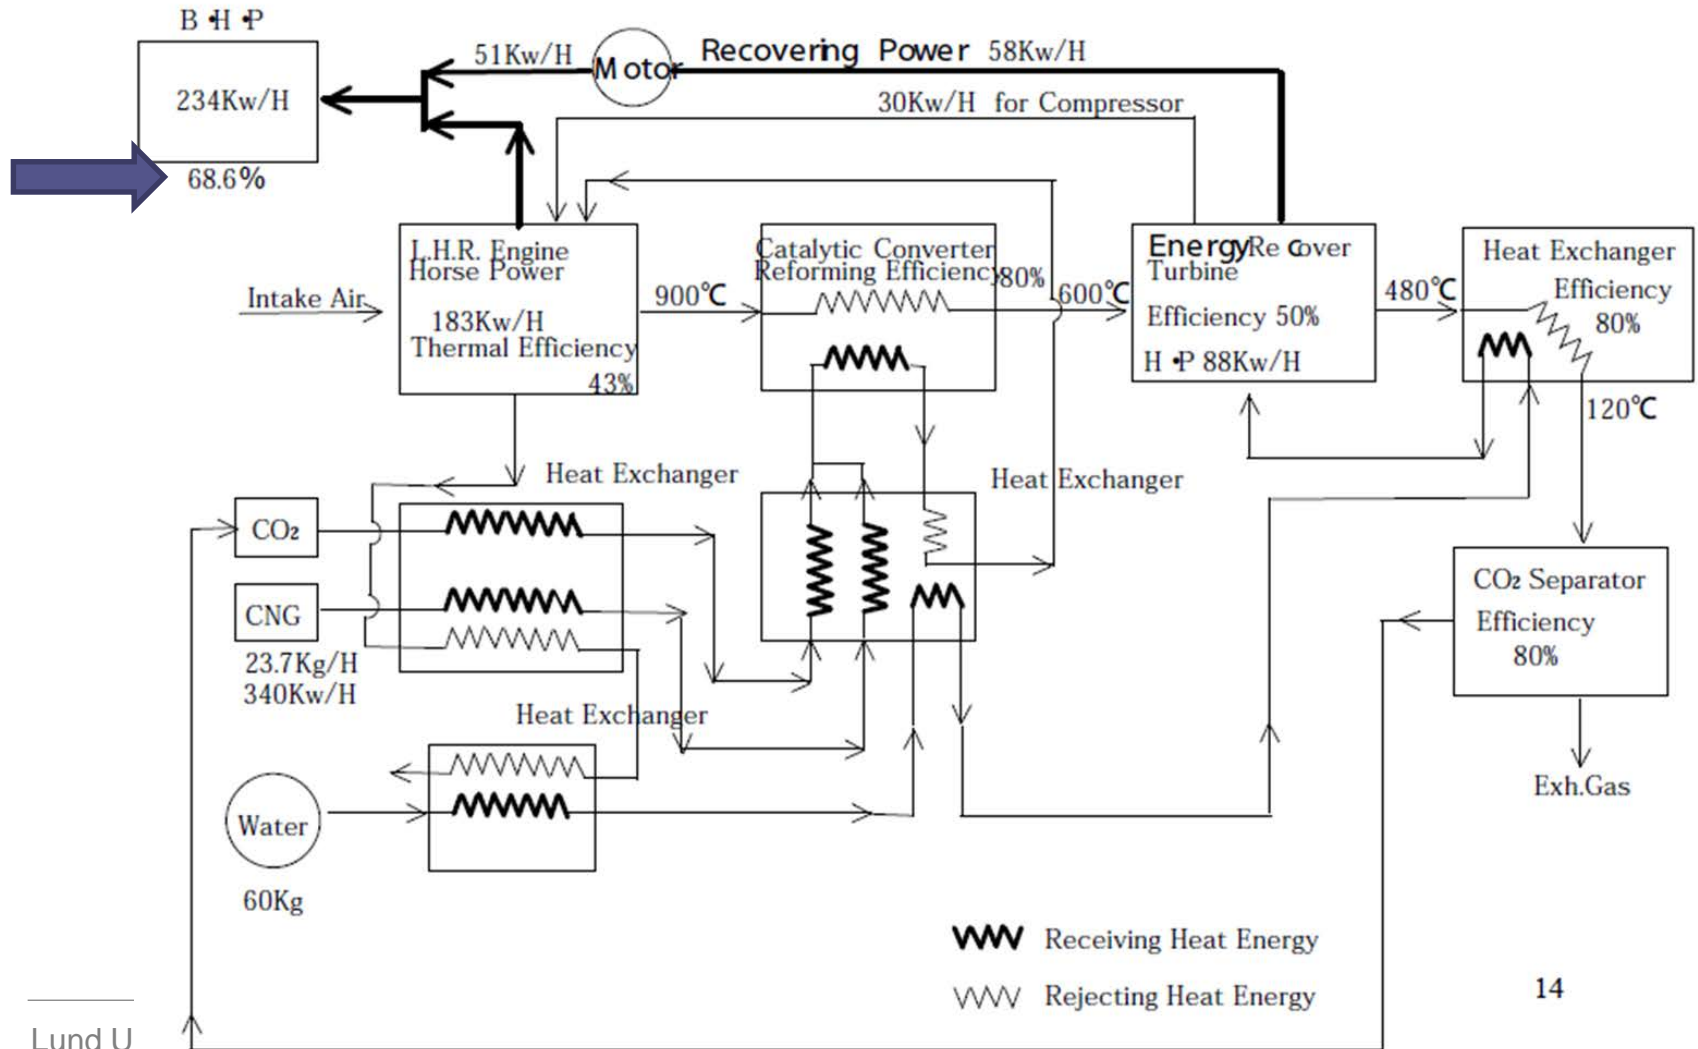 B·H·P
234Kw/H
68.6%
51Kw/H
Motor
Recovering Power 58Kw/H
30Kw/H for Compressor
Intake Air
L.H.R. Engine
Horse Power
183Kw/H
Thermal Efficiency
43%
900℃
Catalytic Converter
Reforming Efficiency 80%
600℃
Energy Recover
Turbine
Efficiency 50%
H·P 88Kw/H
480℃
Heat Exchanger
Efficiency
80%
120℃
Heat Exchanger
Heat Exchanger
CO₂
CNG
23.7Kg/H
340Kw/H
Heat Exchanger
Water
60Kg
CO₂ Separator
Efficiency
80%
Exh.Gas
Receiving Heat Energy
Rejecting Heat Energy
14
Lund U